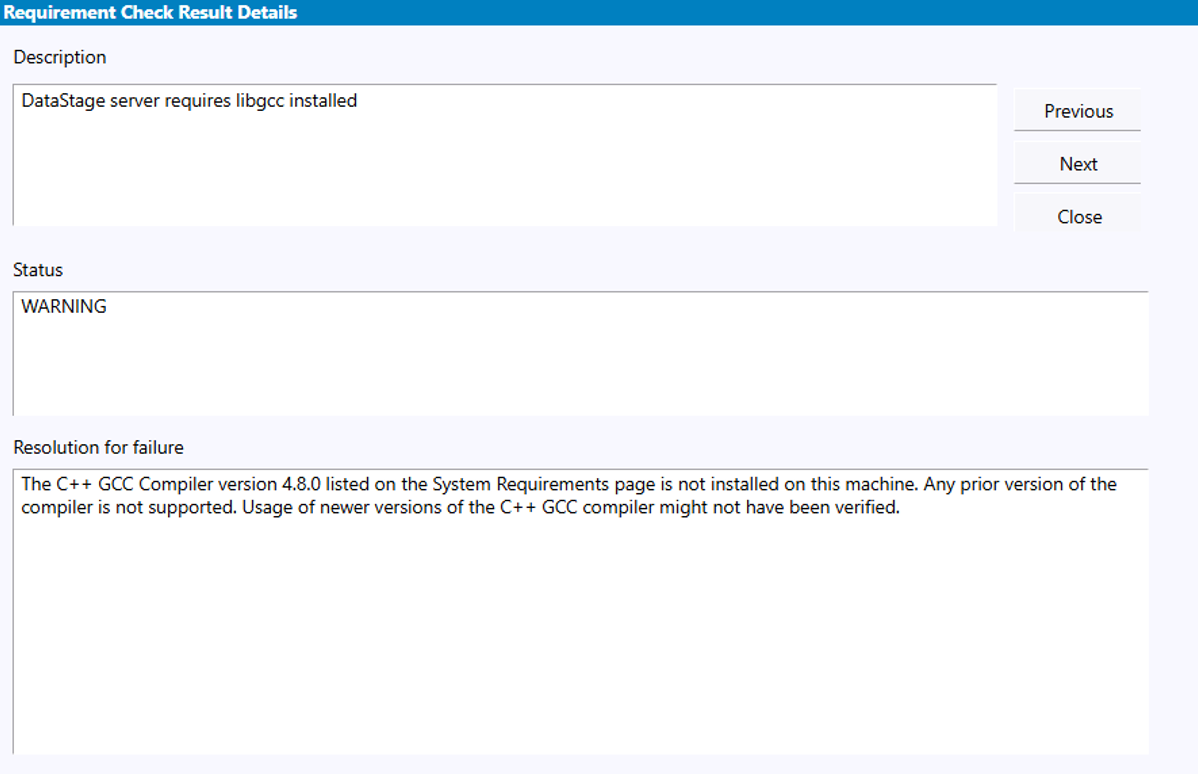 Requirement Check Result Details
Description
DataStage server requires libgcc installed
Previous
Next
Close
Status
WARNING
Resolution for failure
The C++ GCC Compiler version 4.8.0 listed on the System Requirements page is not installed on this machine. Any prior version of the
compiler is not supported. Usage of newer versions of the C++ GCC compiler might not have been verified.